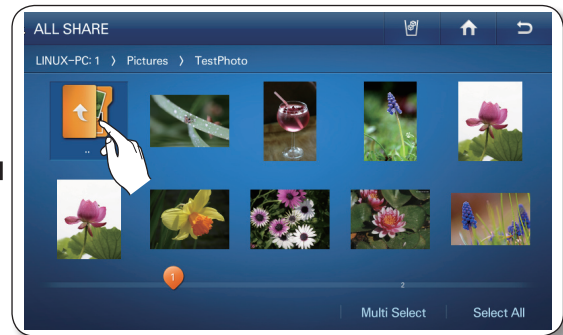 ALL SHARE
LINUX-PC: 1 〉 Pictures 〉 TestPhoto
..
1
2
Multi Select
Select All